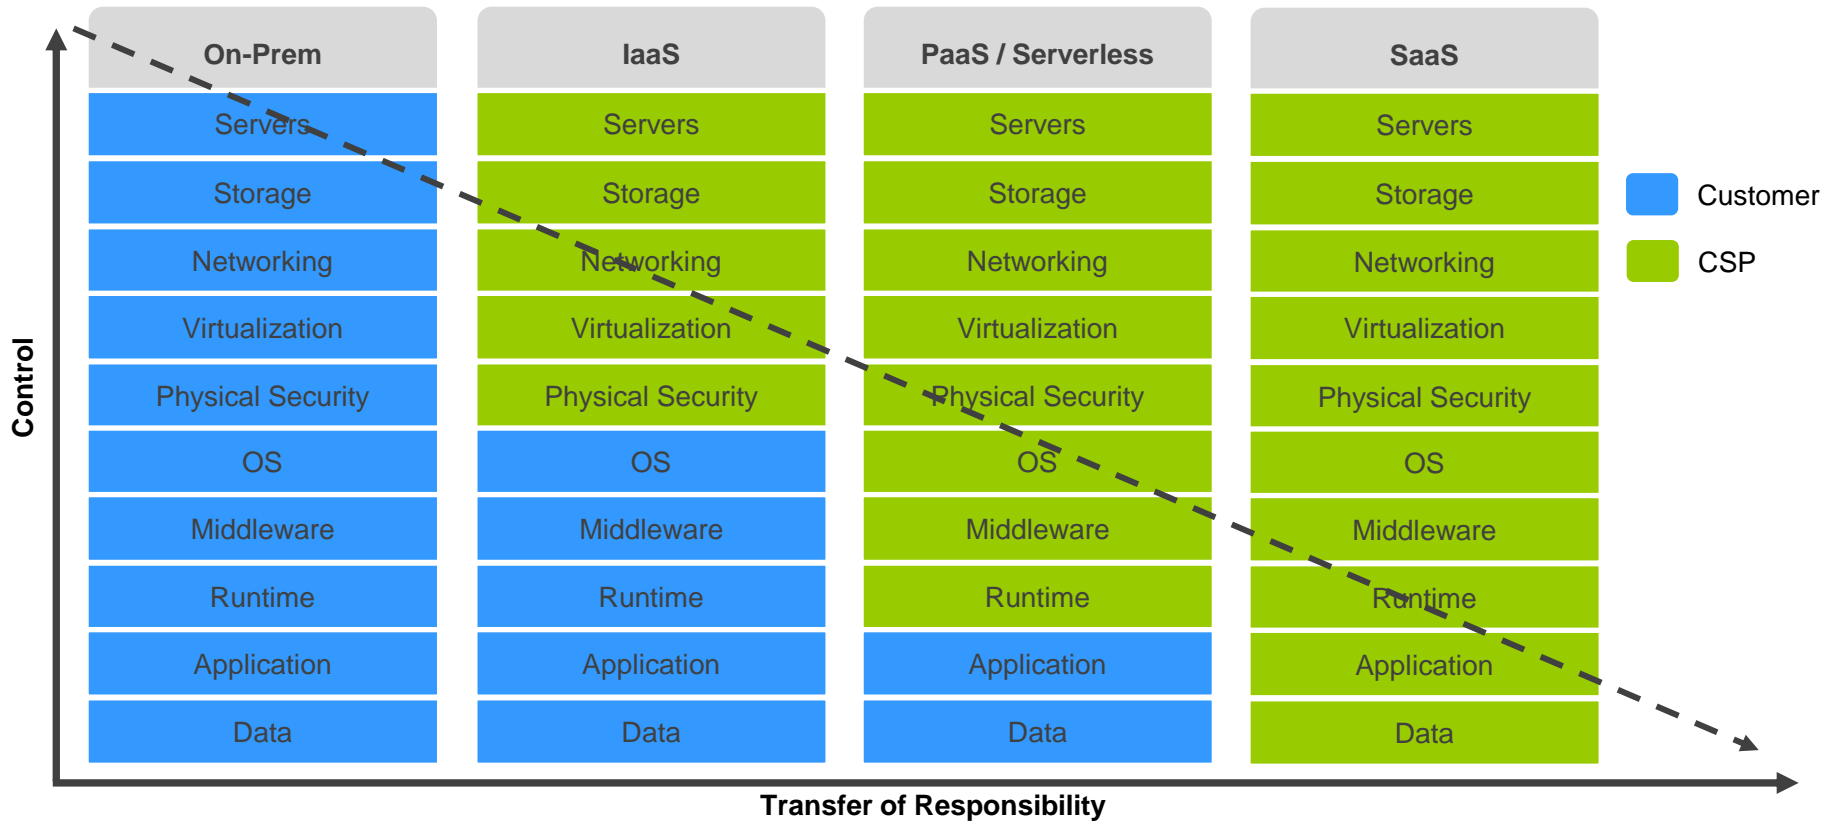 On-Prem
IaaS
PaaS / Serverless
SaaS
Servers
Servers
Servers
Servers
Storage
Storage
Storage
Storage
Networking
Networking
Networking
Networking
Virtualization
Virtualization
Virtualization
Virtualization
Physical Security
Physical Security
Physical Security
Physical Security
OS
OS
OS
OS
Middleware
Middleware
Middleware
Middleware
Runtime
Runtime
Runtime
Runtime
Application
Application
Application
Application
Data
Data
Data
Data
Customer
CSP
Control
Transfer of Responsibility